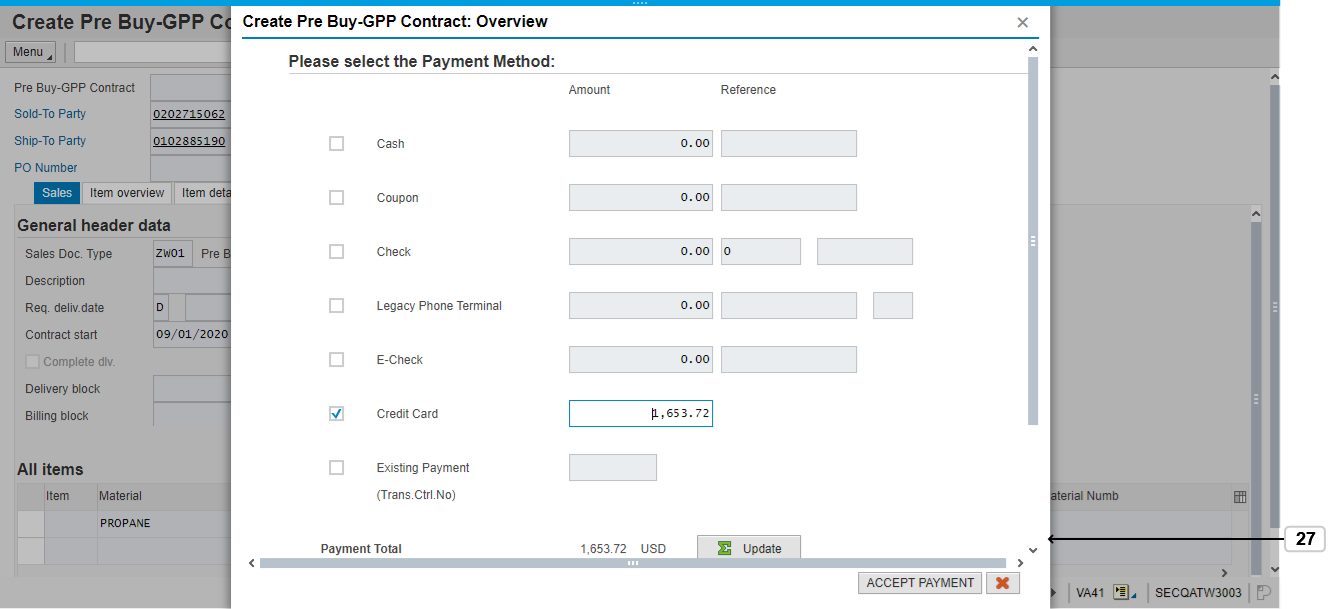 Create Pre Buy-GPP Co
Create Pre Buy-GPP Contract: Overview
Menu
Please select the Payment Method:
Amount Reference
Pre Buy-GPP Contract
Sold-To Party 0202715062
Ship-To Party 0102885190
PO Number
Sales Item overview Item deta
General header data
Sales Doc. Type ZWO1 Pre B
Description
Req. deliv.date D
Contract start 09/01/2020
Complete dlv.
Delivery block
Billing block
All items
Item Material
PROPANE
Cash 0.00
Coupon 0.00
Check 0.00 0
Legacy Phone Terminal 0.00
E-Check 0.00
Credit Card 1,653.72
Existing Payment
(Trans.Ctrl.No)
Payment Total 1,653.72 USD Update
ACCEPT PAYMENT
aterial Numb
27
VA41 SECQATW3003